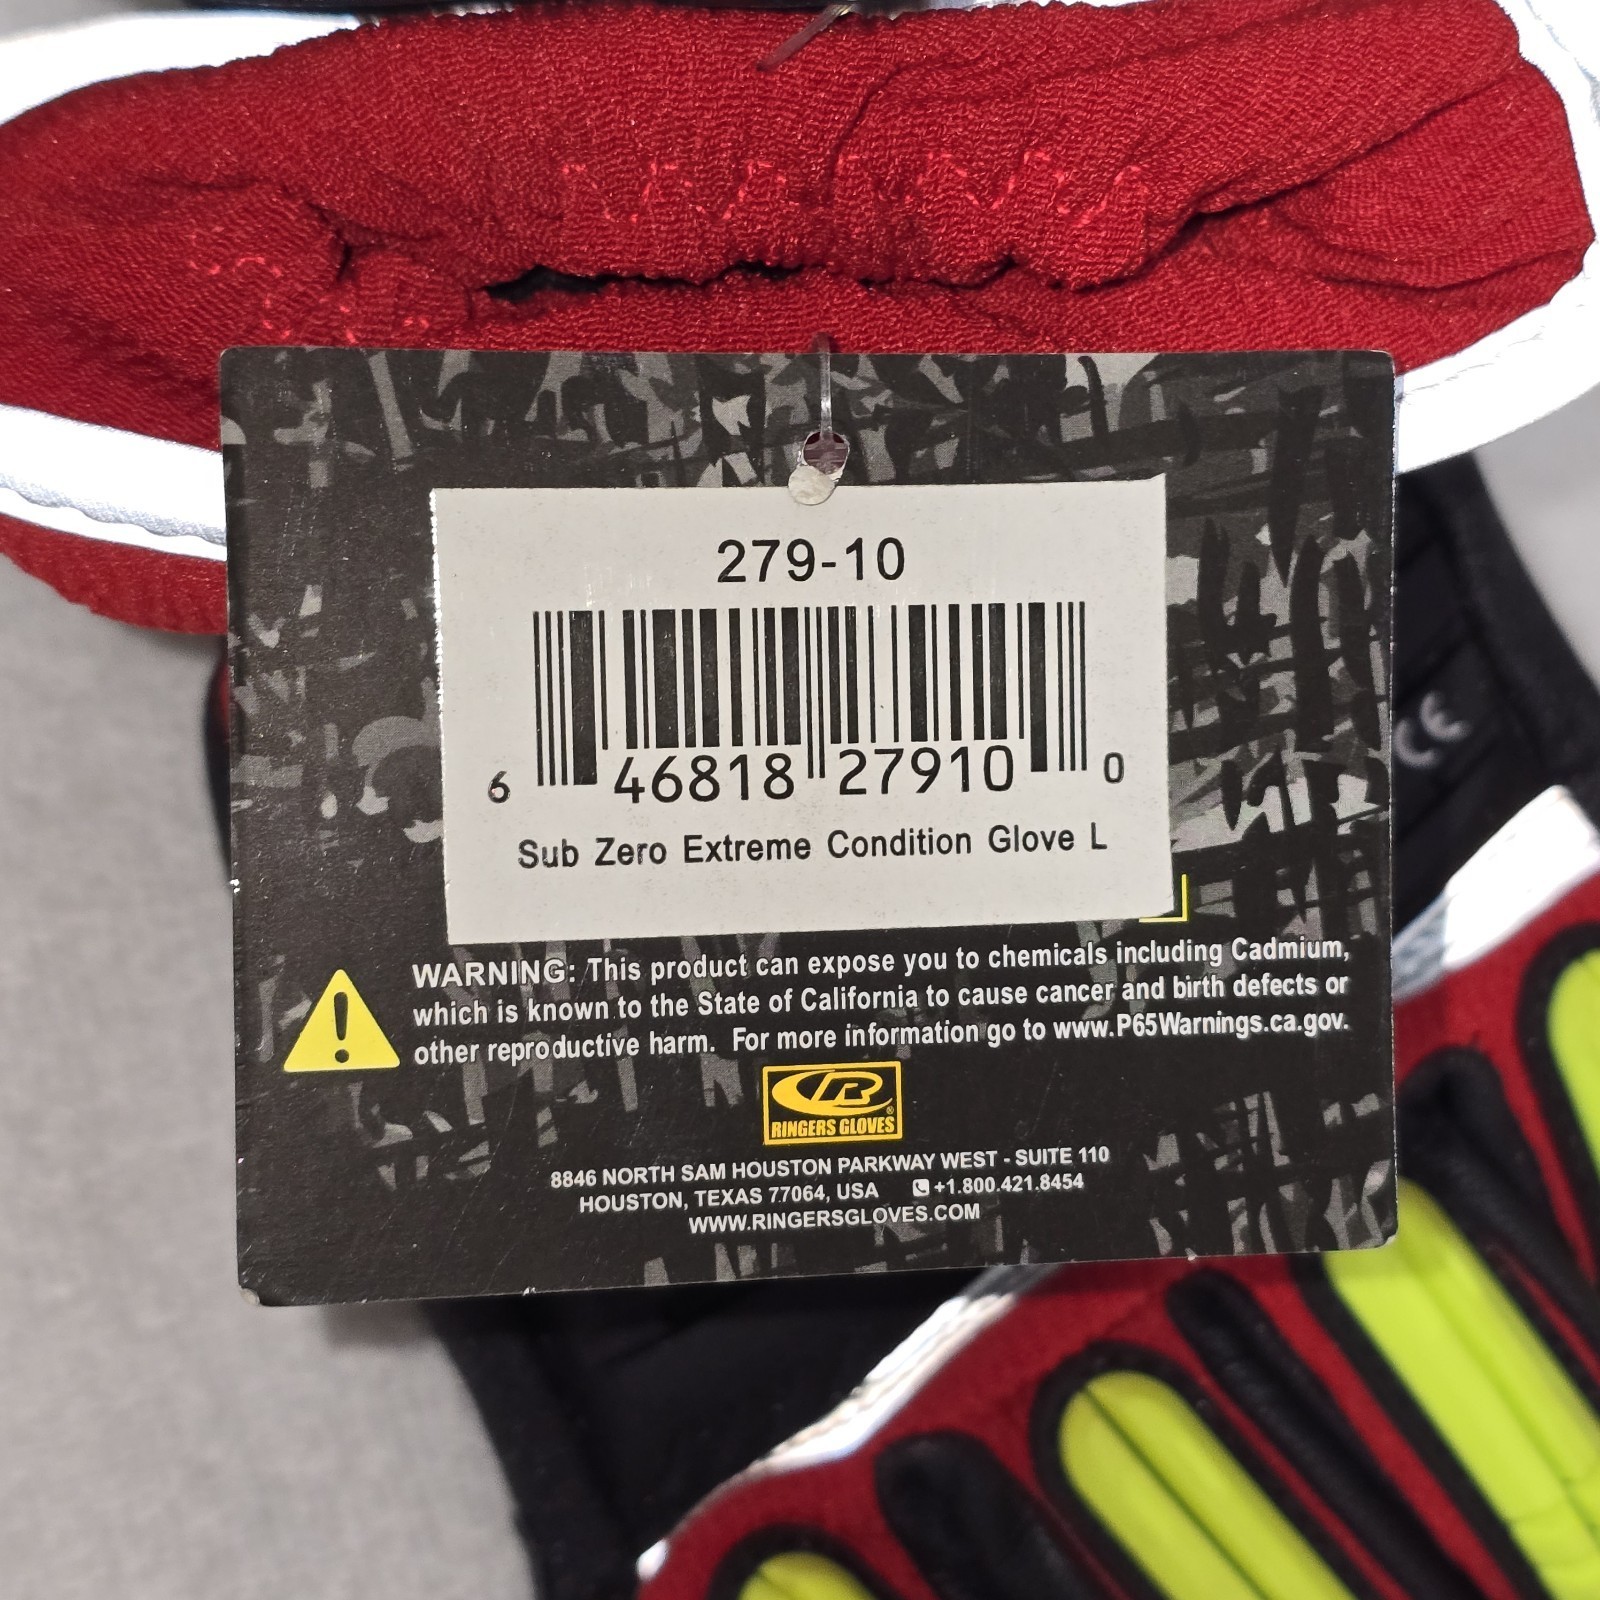 279-10
6 46818 27910 0
Sub Zero Extreme Condition Glove L
CE
WARNING: This product can expose you to chemicals including Cadmium,
which is known to the State of California to cause cancer and birth defects or
other reproductive harm. For more information go to www.P65Warnings.ca.gov.
R
RINGERS GLOVES®
8846 NORTH SAM HOUSTON PARKWAY WEST - SUITE 110
HOUSTON, TEXAS 77064, USA +1.800.421.8454
WWW.RINGERSGLOVES.COM